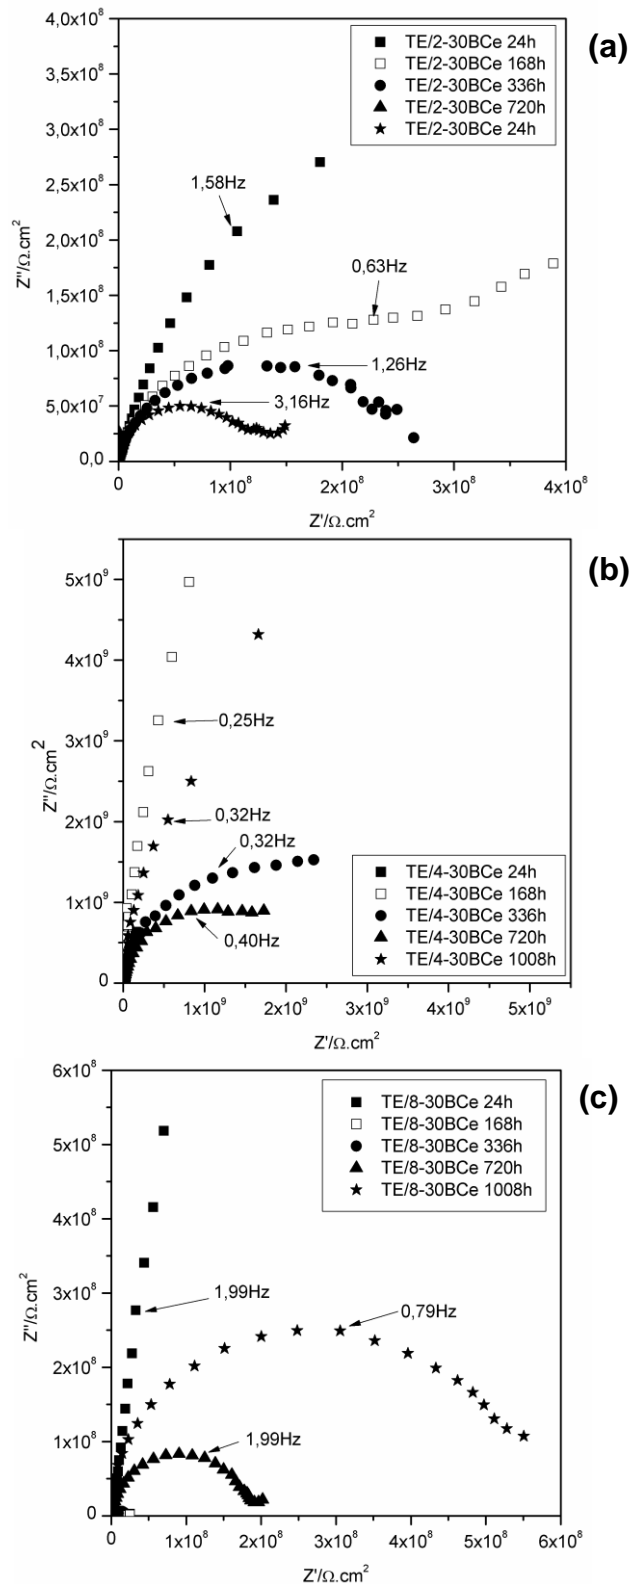 (a)
4,0x10⁸
3,5x10⁸
3,0x10⁸
2,5x10⁸
2,0x10⁸
1,5x10⁸
1,0x10⁸
5,0x10⁷
0,0
Z''/Ω.cm²
TE/2-30BCe 24h
TE/2-30BCe 168h
TE/2-30BCe 336h
TE/2-30BCe 720h
TE/2-30BCe 24h
1,58Hz
0,63Hz
1,26Hz
3,16Hz
0 1x10⁸ 2x10⁸ 3x10⁸ 4x10⁸
Z'/Ω.cm²
(b)
5x10⁹
4x10⁹
3x10⁹
2x10⁹
1x10⁹
0
Z''/Ω.cm²
0,25Hz
0,32Hz
0,32Hz
0,40Hz
TE/4-30BCe 24h
TE/4-30BCe 168h
TE/4-30BCe 336h
TE/4-30BCe 720h
TE/4-30BCe 1008h
0 1x10⁹ 2x10⁹ 3x10⁹ 4x10⁹ 5x10⁹
Z'/Ω.cm²
(c)
6x10⁸
5x10⁸
4x10⁸
3x10⁸
2x10⁸
1x10⁸
0
Z''/Ω.cm²
TE/8-30BCe 24h
TE/8-30BCe 168h
TE/8-30BCe 336h
TE/8-30BCe 720h
TE/8-30BCe 1008h
1,99Hz
0,79Hz
1,99Hz
0 1x10⁸ 2x10⁸ 3x10⁸ 4x10⁸ 5x10⁸ 6x10⁸
Z'/Ω.cm²